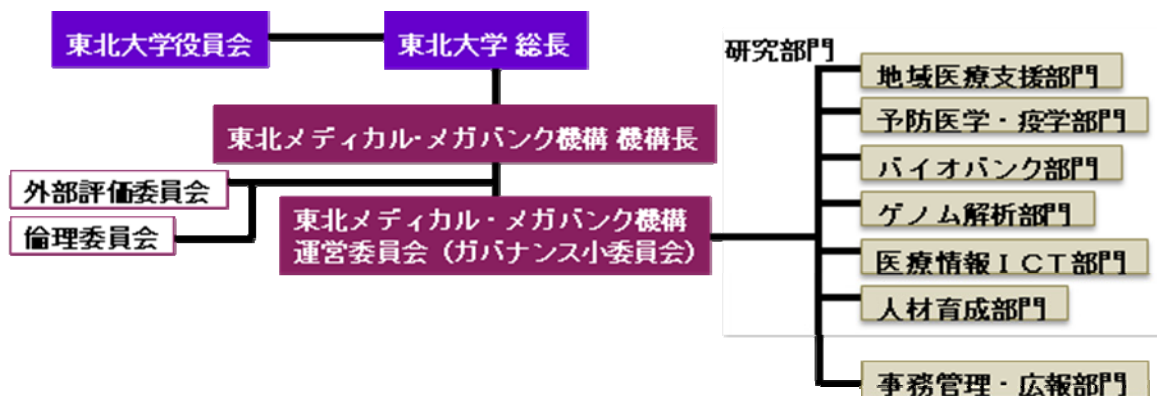 東北大学役員会
東北大学 総長
東北メディカル・メガバンク機構 機構長
外部評価委員会
倫理委員会
東北メディカル・メガバンク機構
運営委員会（ガバナンス小委員会）
研究部門
地域医療支援部門
予防医学・疫学部門
バイオバンク部門
ゲノム解析部門
医療情報ＩＣＴ部門
人材育成部門
事務管理・広報部門